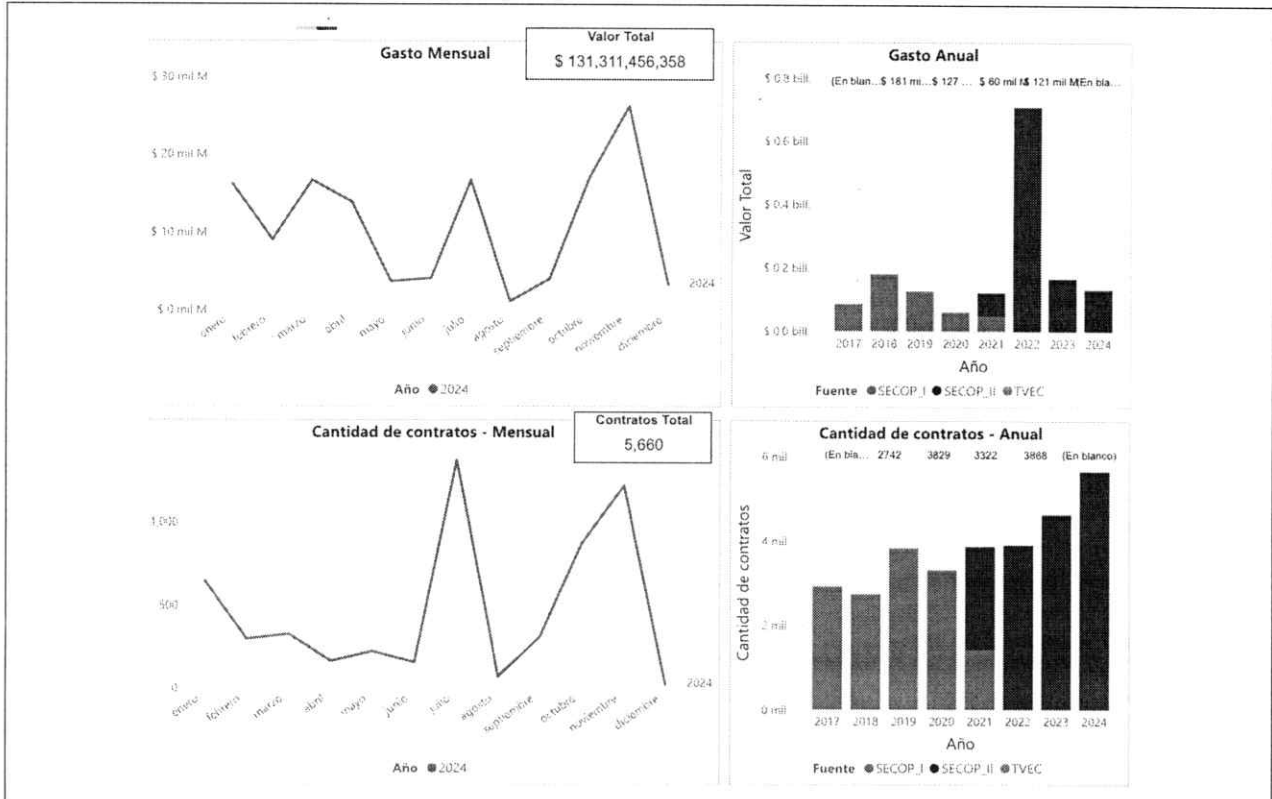 Gasto Mensual
Valor Total
$ 131,311,456,358
$ 30 mil M
$ 20 mil M
$ 10 mil M
$ 0 mil M
enero
febrero
marzo
abril
mayo
junio
julio
agosto
septiembre
octubre
noviembre
diciembre
2024
Año 2024
Gasto Anual
(En blan... $ 181 mi... $ 127 ... $ 60 mil M $ 121 mil M (En bla...
Valor Total
$ 0.8 bill.
$ 0.6 bill.
$ 0.4 bill.
$ 0.2 bill.
$ 0.0 bill.
2017 2018 2019 2020 2021 2022 2023 2024
Año
Fuente SECOP_I SECOP_II TVEC
Cantidad de contratos - Mensual
Contratos Total
5,660
1,000
500
0
enero
febrero
marzo
abril
mayo
junio
julio
agosto
septiembre
octubre
noviembre
diciembre
2024
Año 2024
Cantidad de contratos - Anual
(En bla... 2742 3829 3322 3868 (En blanco)
Cantidad de contratos
6 mil
4 mil
2 mil
0 mil
2017 2018 2019 2020 2021 2022 2023 2024
Año
Fuente SECOP_I SECOP_II TVEC